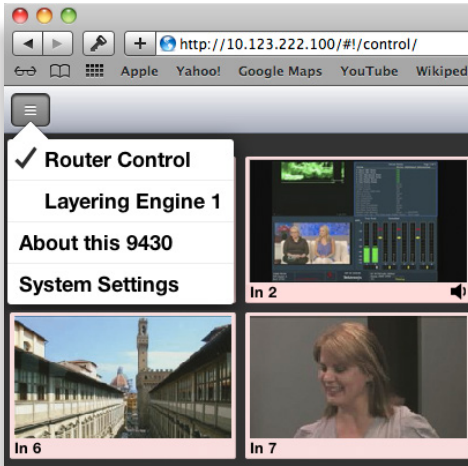 http://10.123.222.100/#!/control/
Apple Yahoo! Google Maps YouTube Wikiped
Router Control
Layering Engine 1
About this 9430
System Settings
In 2
In 6
In 7